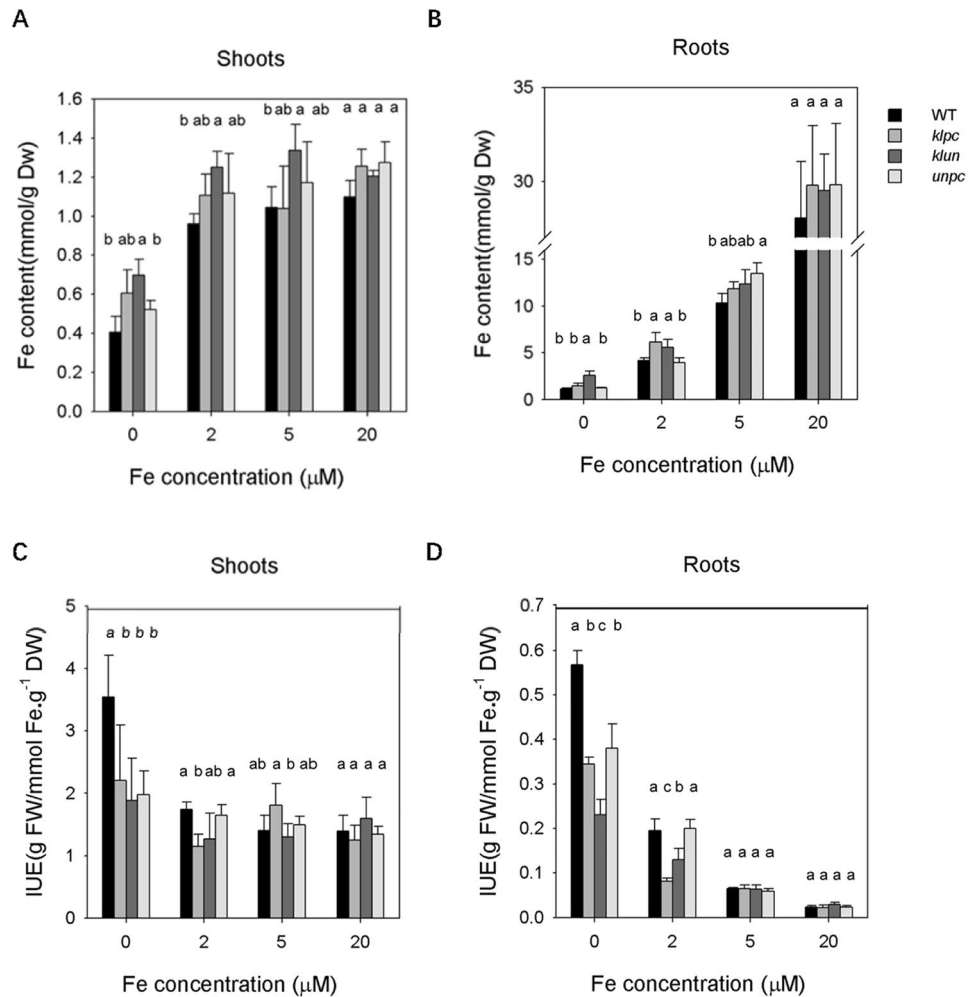 A
Shoots
Fe content(mmol/g Dw)
1.6
1.4
1.2
1.0
0.8
0.6
0.4
0.2
0.0
b ab a b
b ab a ab
b ab a ab
a a a a
0 2 5 20
Fe concentration (μM)
B
Roots
Fe content(mmol/g Dw)
35
30
15
10
5
0
b b a b
b a a b
b abab a
a a a a
0 2 5 20
Fe concentration (μM)
WT
klpc
klun
unpc
C
Shoots
IUE(g FW/mmol Fe.g⁻¹ DW)
5
4
3
2
1
0
a b b b
a b ab a
ab a b ab
a a a a
0 2 5 20
Fe concentration (μM)
D
Roots
IUE(g FW/mmol Fe.g⁻¹ DW)
0.7
0.6
0.5
0.4
0.3
0.2
0.1
0.0
a b c b
a c b a
a a a a
a a a a
0 2 5 20
Fe concentration (μM)